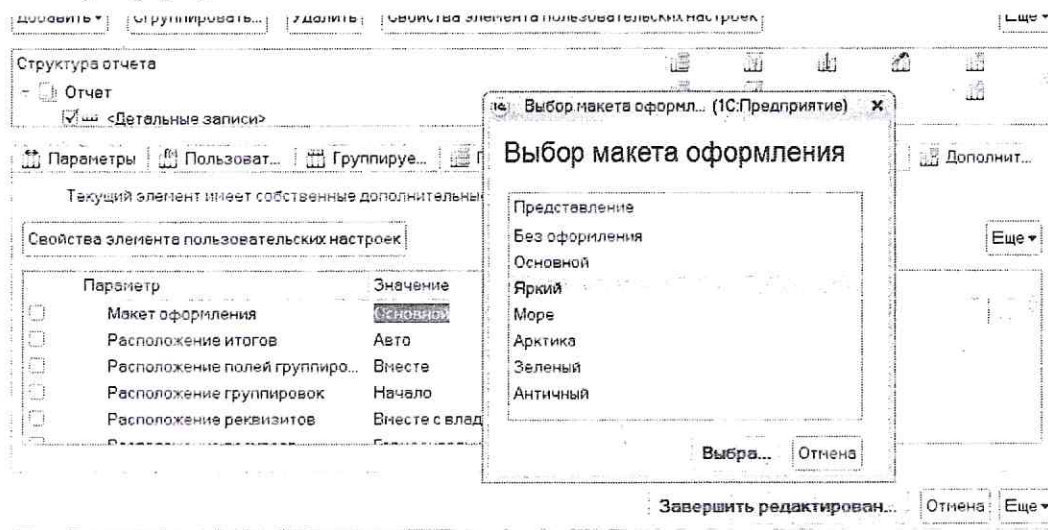 Добавить Сгруппировать... Удалить Свойства элемента пользовательских настроек Еще
Структура отчета
Отчет
<Детальные записи>
Параметры Пользоват... Группируе... Дополнит...
Текущий элемент имеет собственные дополнительные
Свойства элемента пользовательских настроек Еще
Параметр Значение
Макет оформления Основной
Расположение итогов Авто
Расположение полей группиро... Вместе
Расположение группировок Начало
Расположение реквизитов Вместе с влад
Выбор макета оформл... (1С:Предприятие)
Выбор макета оформления
Представление
Без оформления
Основной
Яркий
Море
Арктика
Зеленый
Античный
Выбра... Отмена
Завершить редактирован... Отмена Еще